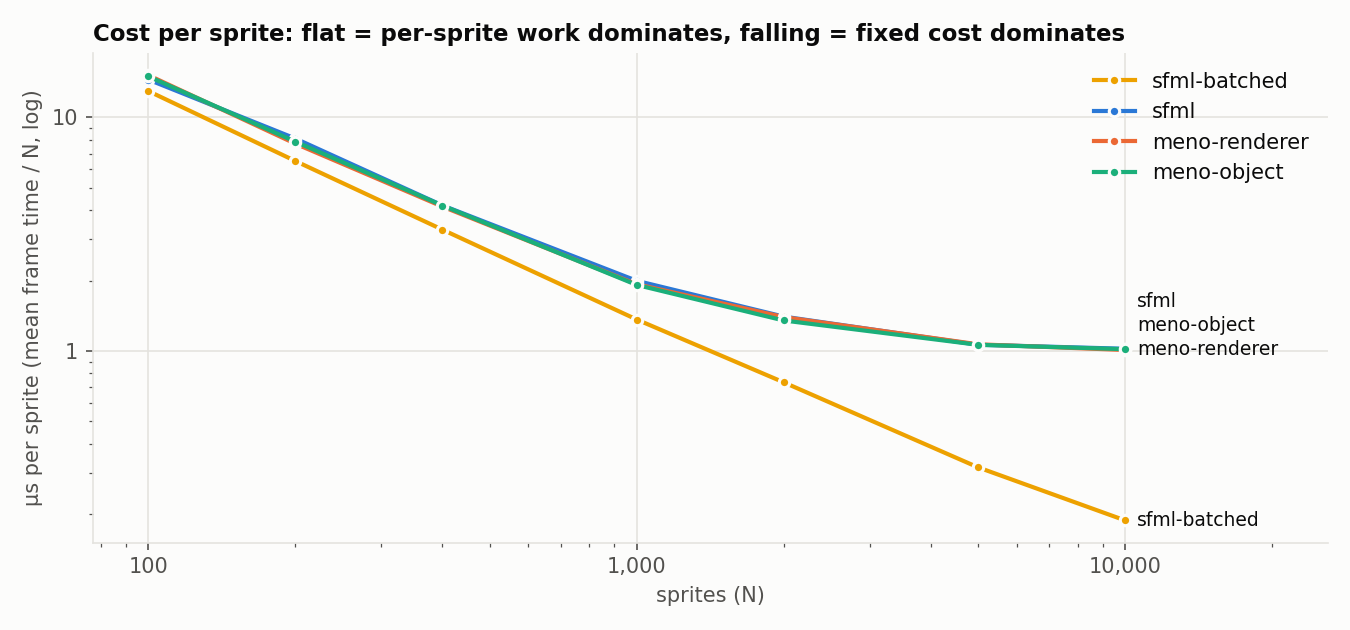 Cost per sprite: flat = per-sprite work dominates, falling = fixed cost dominates
µs per sprite (mean frame time / N, log)
10
1
sfml-batched
sfml
meno-renderer
meno-object
sfml
meno-object
meno-renderer
sfml-batched
100
1,000
10,000
sprites (N)